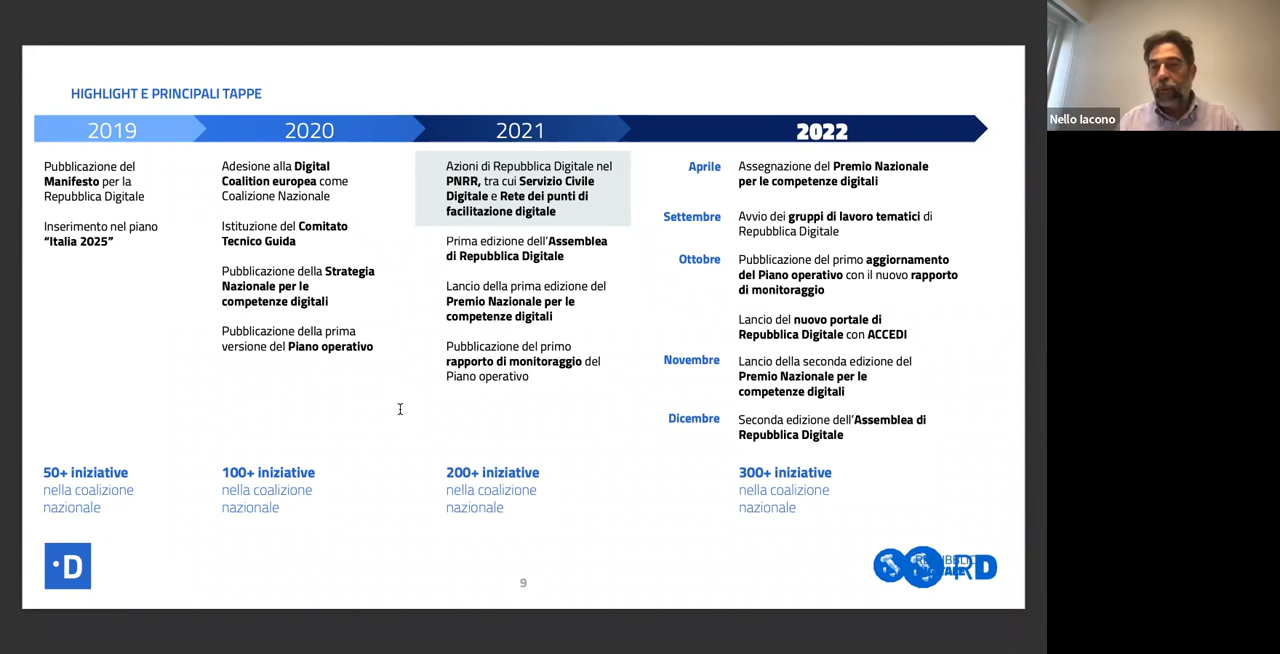 HIGHLIGHT E PRINCIPALI TAPPE
2019
2020
2021
2022
Pubblicazione del
Manifesto per la
Repubblica Digitale
Inserimento nel piano
“Italia 2025”
50+ iniziative
nella coalizione
nazionale
Adesione alla Digital
Coalition europea come
Coalizione Nazionale
Istituzione del Comitato
Tecnico Guida
Pubblicazione della Strategia
Nazionale per le
competenze digitali
Pubblicazione della prima
versione del Piano operativo
100+ iniziative
nella coalizione
nazionale
Azioni di Repubblica Digitale nel
PNRR, tra cui Servizio Civile
Digitale e Rete dei punti di
facilitazione digitale
Prima edizione dell’Assemblea
di Repubblica Digitale
Lancio della prima edizione del
Premio Nazionale per le
competenze digitali
Pubblicazione del primo
rapporto di monitoraggio del
Piano operativo
200+ iniziative
nella coalizione
nazionale
Aprile
Assegnazione del Premio Nazionale
per le competenze digitali
Settembre
Avvio dei gruppi di lavoro tematici di
Repubblica Digitale
Ottobre
Pubblicazione del primo aggiornamento
del Piano operativo con il nuovo rapporto
di monitoraggio
Lancio del nuovo portale di
Repubblica Digitale con ACCEDI
Novembre
Lancio della seconda edizione del
Premio Nazionale per le
competenze digitali
Dicembre
Seconda edizione dell’Assemblea di
Repubblica Digitale
300+ iniziative
nella coalizione
nazionale
·D
9
RD
Nello Iacono